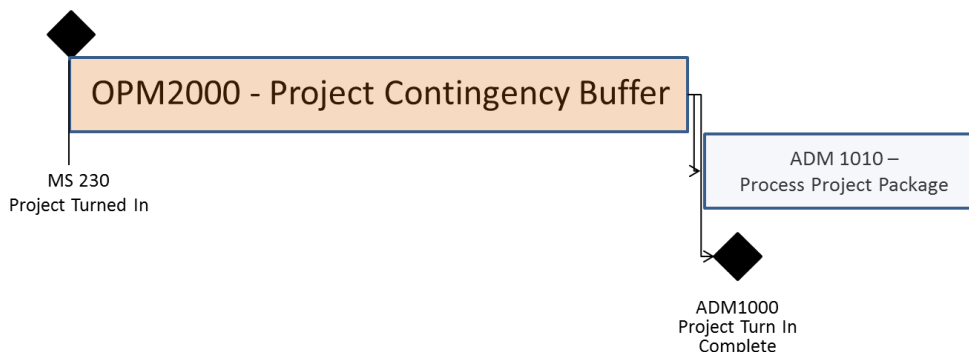 OPM2000 - Project Contingency Buffer
MS 230
Project Turned In
ADM 1010 –
Process Project Package
ADM1000
Project Turn In
Complete